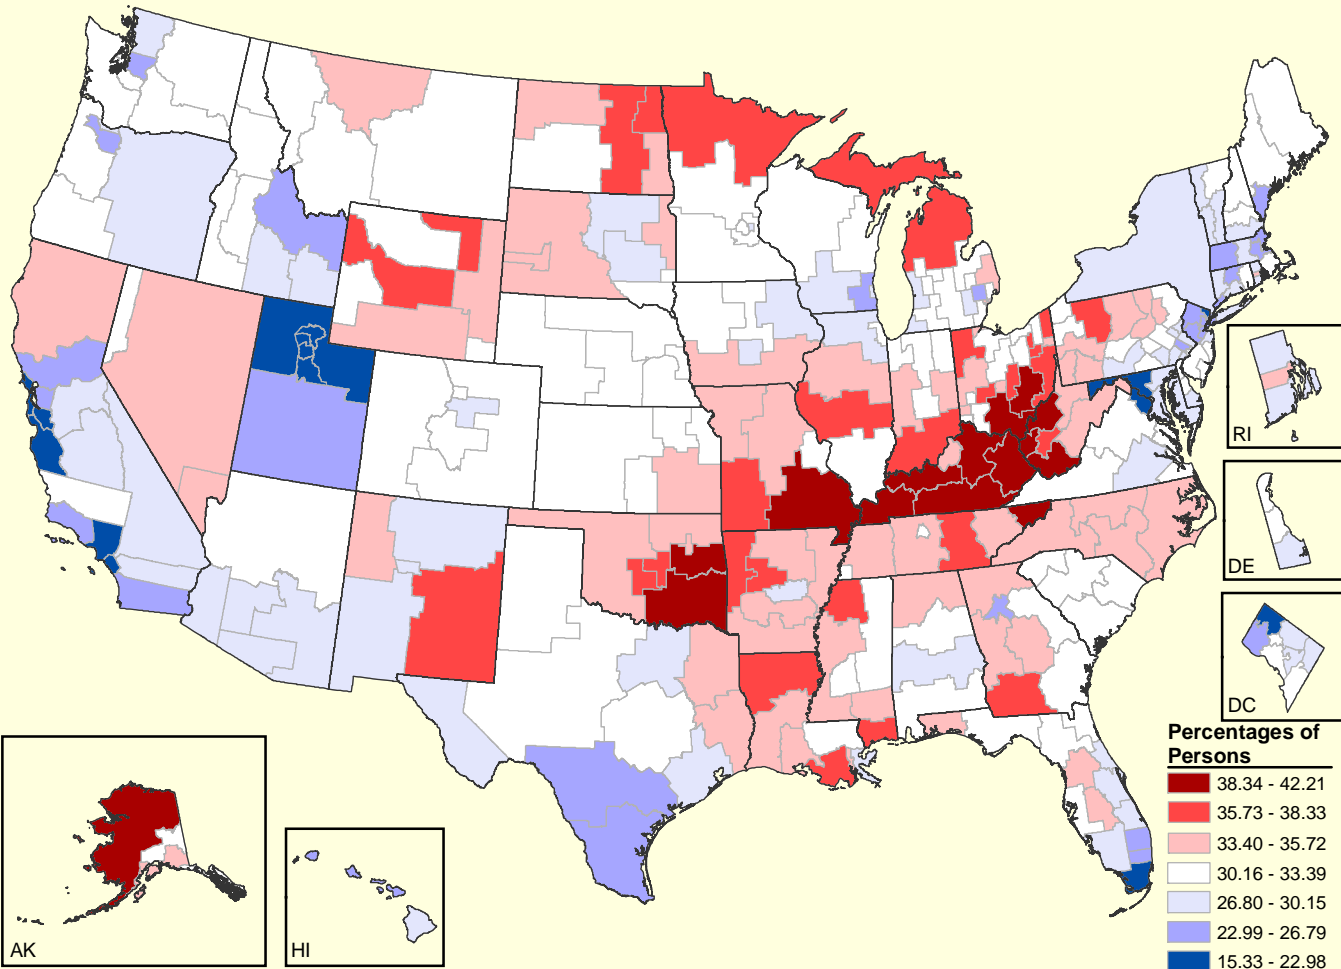 RI
DE
DC
AK
HI
Percentages of
Persons
38.34 - 42.21
35.73 - 38.33
33.40 - 35.72
30.16 - 33.39
26.80 - 30.15
22.99 - 26.79
15.33 - 22.98